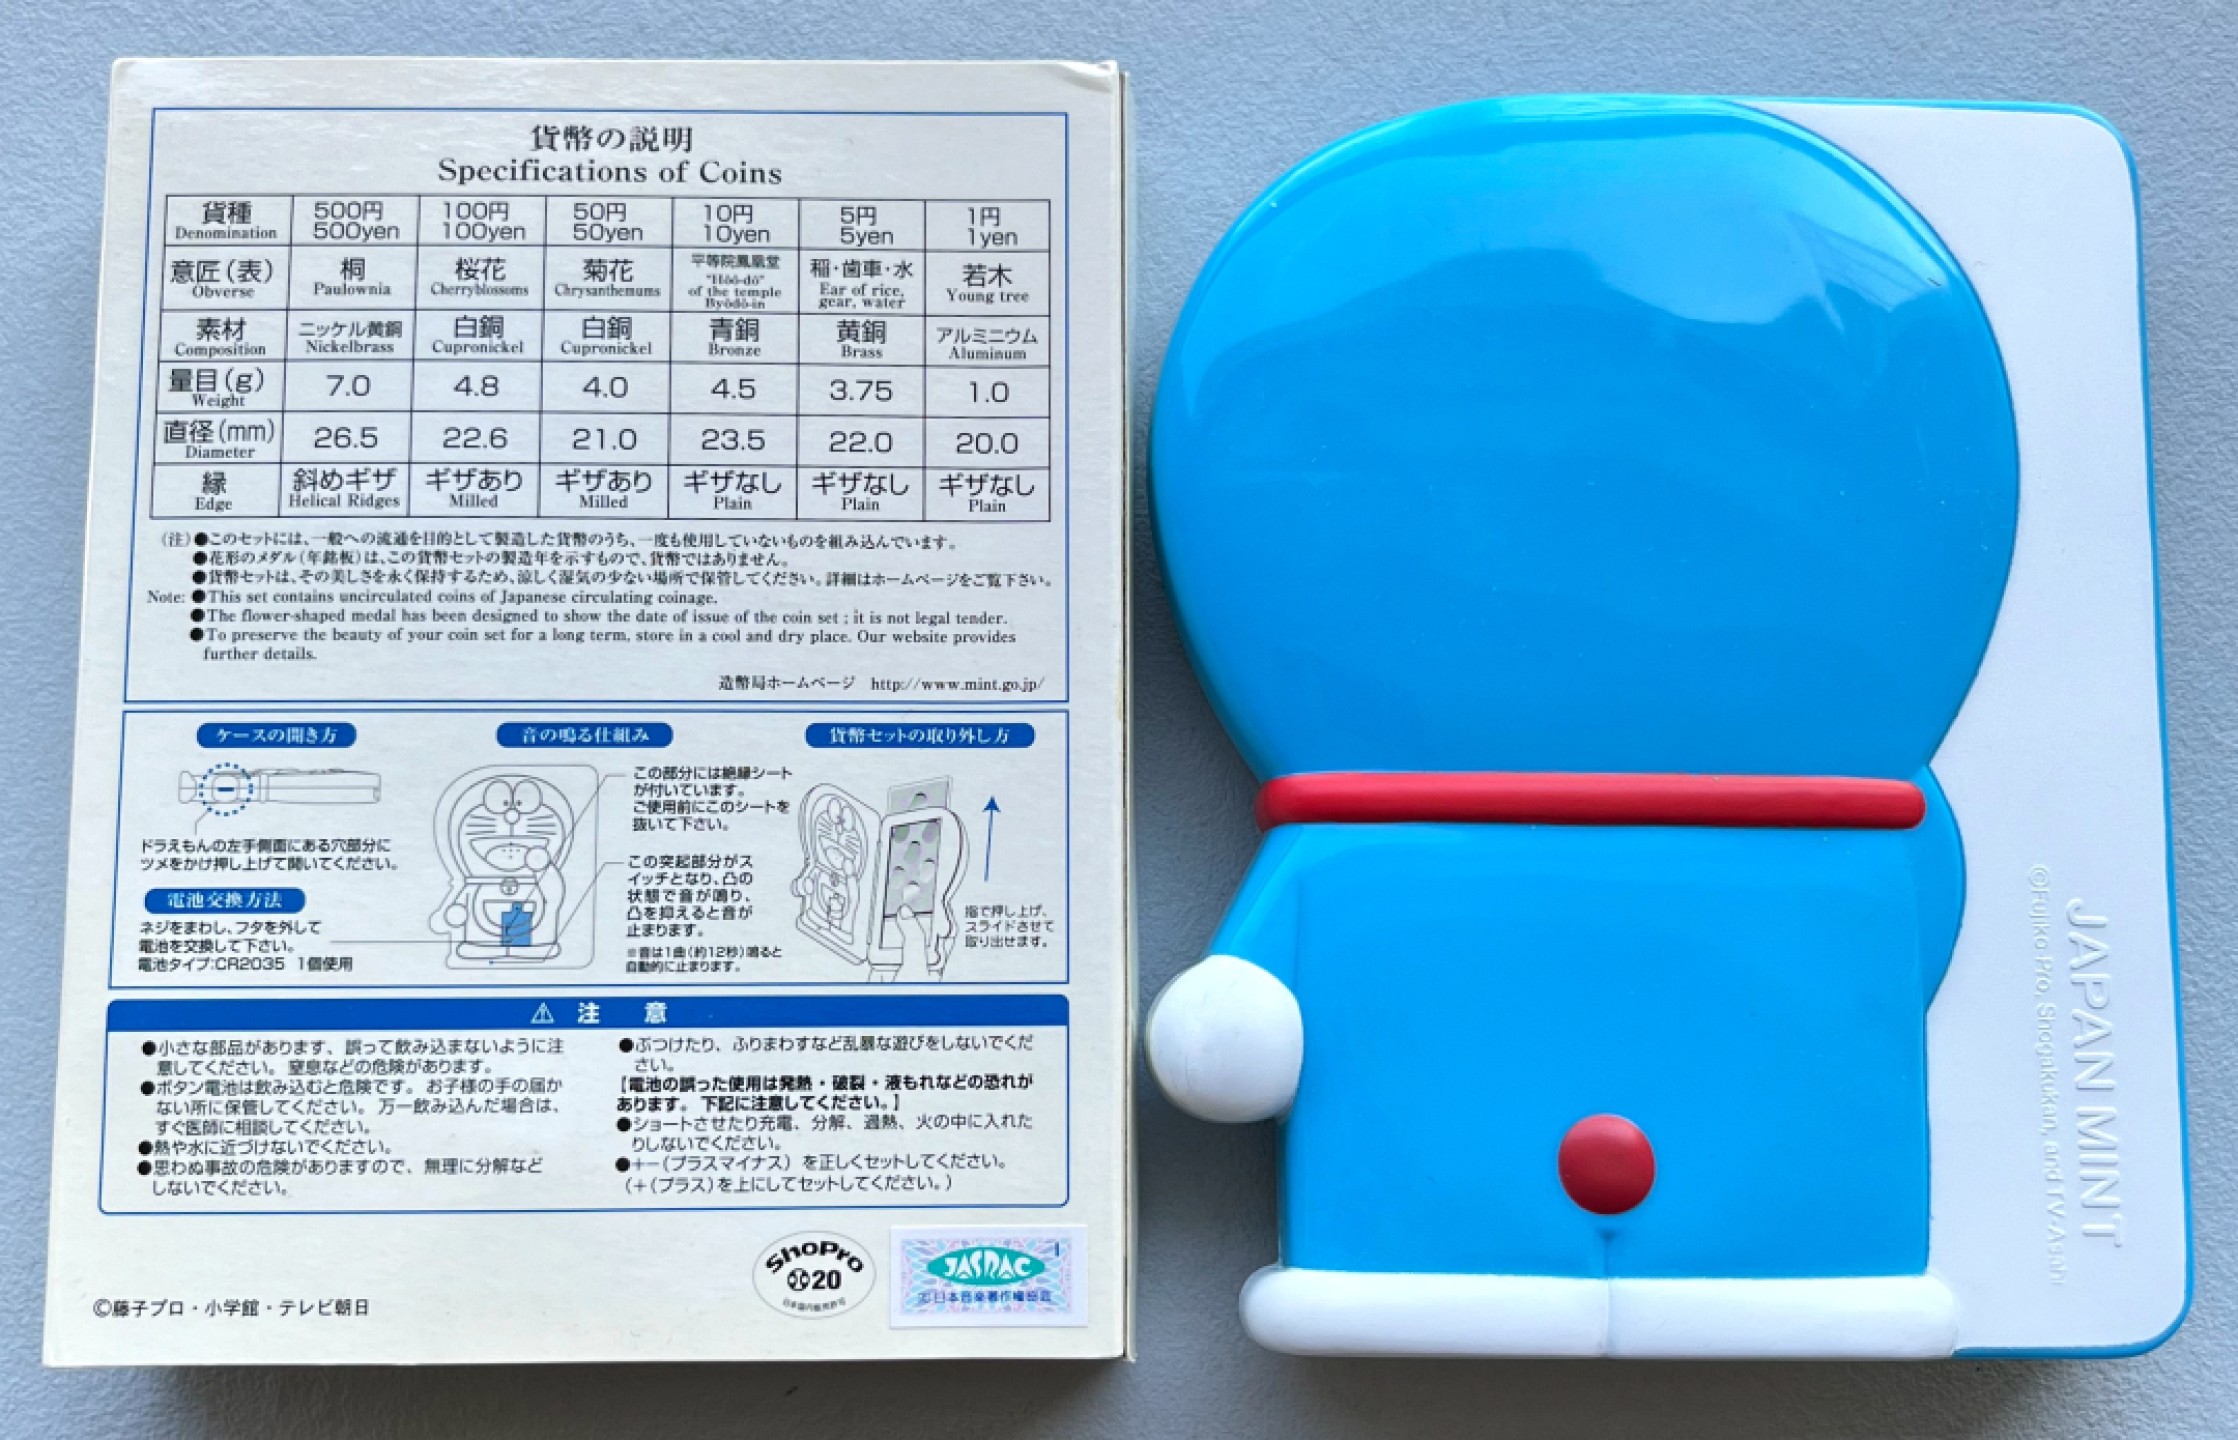 貨幣の説明
Specifications of Coins
貨種 500円 100円 50円 10円 5円 1円
Denomination 500yen 100yen 50yen 10yen 5yen 1yen
意匠(表) 桐 桜花 菊花 平等院鳳凰堂 稲・歯車・水 若木
Obverse Paulownia Cherryblossoms Chrysanthemums "Hôô-dô" of the temple Byôdô-in Ear of rice, gear, water Young tree
素材 ニッケル黄銅 白銅 白銅 青銅 黄銅 アルミニウム
Composition Nickelbrass Cupronickel Cupronickel Bronze Brass Aluminum
量目(g) 7.0 4.8 4.0 4.5 3.75 1.0
Weight
直径(mm) 26.5 22.6 21.0 23.5 22.0 20.0
Diameter
縁 斜めギザ ギザあり ギザあり ギザなし ギザなし ギザなし
Edge Helical Ridges Milled Milled Plain Plain Plain
(注)●このセットには、一般への流通を目的として製造した貨幣のうち、一度も使用していないものを組み込んでいます。
●花形のメダル(年銘板)は、この貨幣セットの製造年を示すもので、貨幣ではありません。
●貨幣セットは、その美しさを永く保持するため、涼しく湿気の少ない場所で保管してください。詳細はホームページをご覧下さい。
Note: ●This set contains uncirculated coins of Japanese circulating coinage.
●The flower-shaped medal has been designed to show the date of issue of the coin set ; it is not legal tender.
●To preserve the beauty of your coin set for a long term, store in a cool and dry place. Our website provides
further details.
造幣局ホームページ http://www.mint.go.jp/
ケースの開き方
ドラえもんの左手側面にある穴部分に
ツメをかけ押し上げて開いてください。
電池交換方法
ネジをまわし、フタを外して
電池を交換して下さい。
電池タイプ:CR2035 1個使用
音の鳴る仕組み
この部分には絶縁シート
が付いています。
ご使用前にこのシートを
抜いて下さい。
この突起部分がス
イッチとなり、凸の
状態で音が鳴り、
凸を抑えると音が
止まります。
※音は1曲(約12秒)鳴ると
自動的に止まります。
貨幣セットの取り外し方
指で押し上げ、
スライドさせて
取り出せます。
⚠ 注 意
●小さな部品があります、誤って飲み込まないように注
意してください。窒息などの危険があります。
●ボタン電池は飲み込むと危険です。お子様の手の届か
ない所に保管してください。万一飲み込んだ場合は、
すぐ医師に相談してください。
●熱や水に近づけないでください。
●思わぬ事故の危険がありますので、無理に分解など
しないでください。
●ぶつけたり、ふりまわすなど乱暴な遊びをしないでくだ
さい。
【電池の誤った使用は発熱・破裂・液もれなどの恐れが
あります。下記に注意してください。】
●ショートさせたり充電、分解、過熱、火の中に入れた
りしないでください。
●+−(プラスマイナス)を正しくセットしてください。
(+(プラス)を上にしてセットしてください。)
©藤子プロ・小学館・テレビ朝日
ShoPro
20
JASRAC
I
日本音楽著作権協会
JAPAN MINT
©Fujiko Pro, Shogakukan, and TV-Asahi